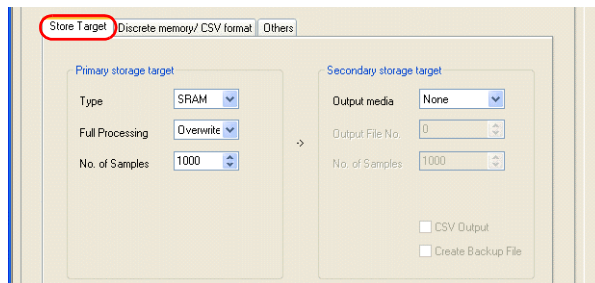 Store Target Discrete memory/ CSV format Others
Primary storage target
Type SRAM
Full Processing Overwrite
No. of Samples 1000
->
Secondary storage target
Output media None
Output File No. 0
No. of Samples 1000
CSV Output
Create Backup File